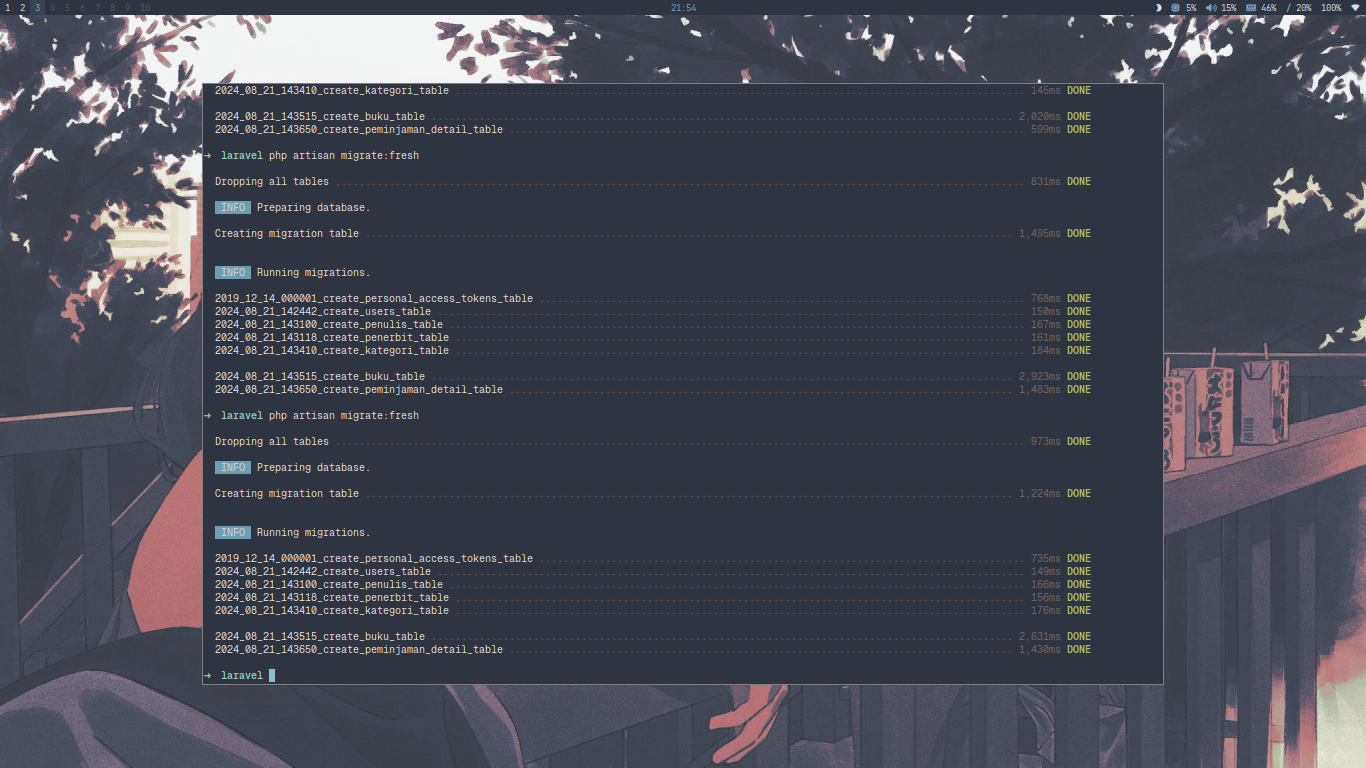 1 2 3 4 5 6 7 8 9 10 21:54 5% 15% 46% / 20% 100%
2024_08_21_143410_create_kategori_table ........ 145ms DONE
2024_08_21_143515_create_buku_table ........ 2,020ms DONE
2024_08_21_143650_create_peminjaman_detail_table ........ 599ms DONE
➜ laravel php artisan migrate:fresh
Dropping all tables ........ 831ms DONE
INFO Preparing database.
Creating migration table ........ 1,495ms DONE
INFO Running migrations.
2019_12_14_000001_create_personal_access_tokens_table ........ 768ms DONE
2024_08_21_142442_create_users_table ........ 150ms DONE
2024_08_21_143100_create_penulis_table ........ 167ms DONE
2024_08_21_143118_create_penerbit_table ........ 161ms DONE
2024_08_21_143410_create_kategori_table ........ 184ms DONE
2024_08_21_143515_create_buku_table ........ 2,923ms DONE
2024_08_21_143650_create_peminjaman_detail_table ........ 1,483ms DONE
➜ laravel php artisan migrate:fresh
Dropping all tables ........ 973ms DONE
INFO Preparing database.
Creating migration table ........ 1,224ms DONE
INFO Running migrations.
2019_12_14_000001_create_personal_access_tokens_table ........ 735ms DONE
2024_08_21_142442_create_users_table ........ 149ms DONE
2024_08_21_143100_create_penulis_table ........ 166ms DONE
2024_08_21_143118_create_penerbit_table ........ 156ms DONE
2024_08_21_143410_create_kategori_table ........ 176ms DONE
2024_08_21_143515_create_buku_table ........ 2,631ms DONE
2024_08_21_143650_create_peminjaman_detail_table ........ 1,430ms DONE
➜ laravel